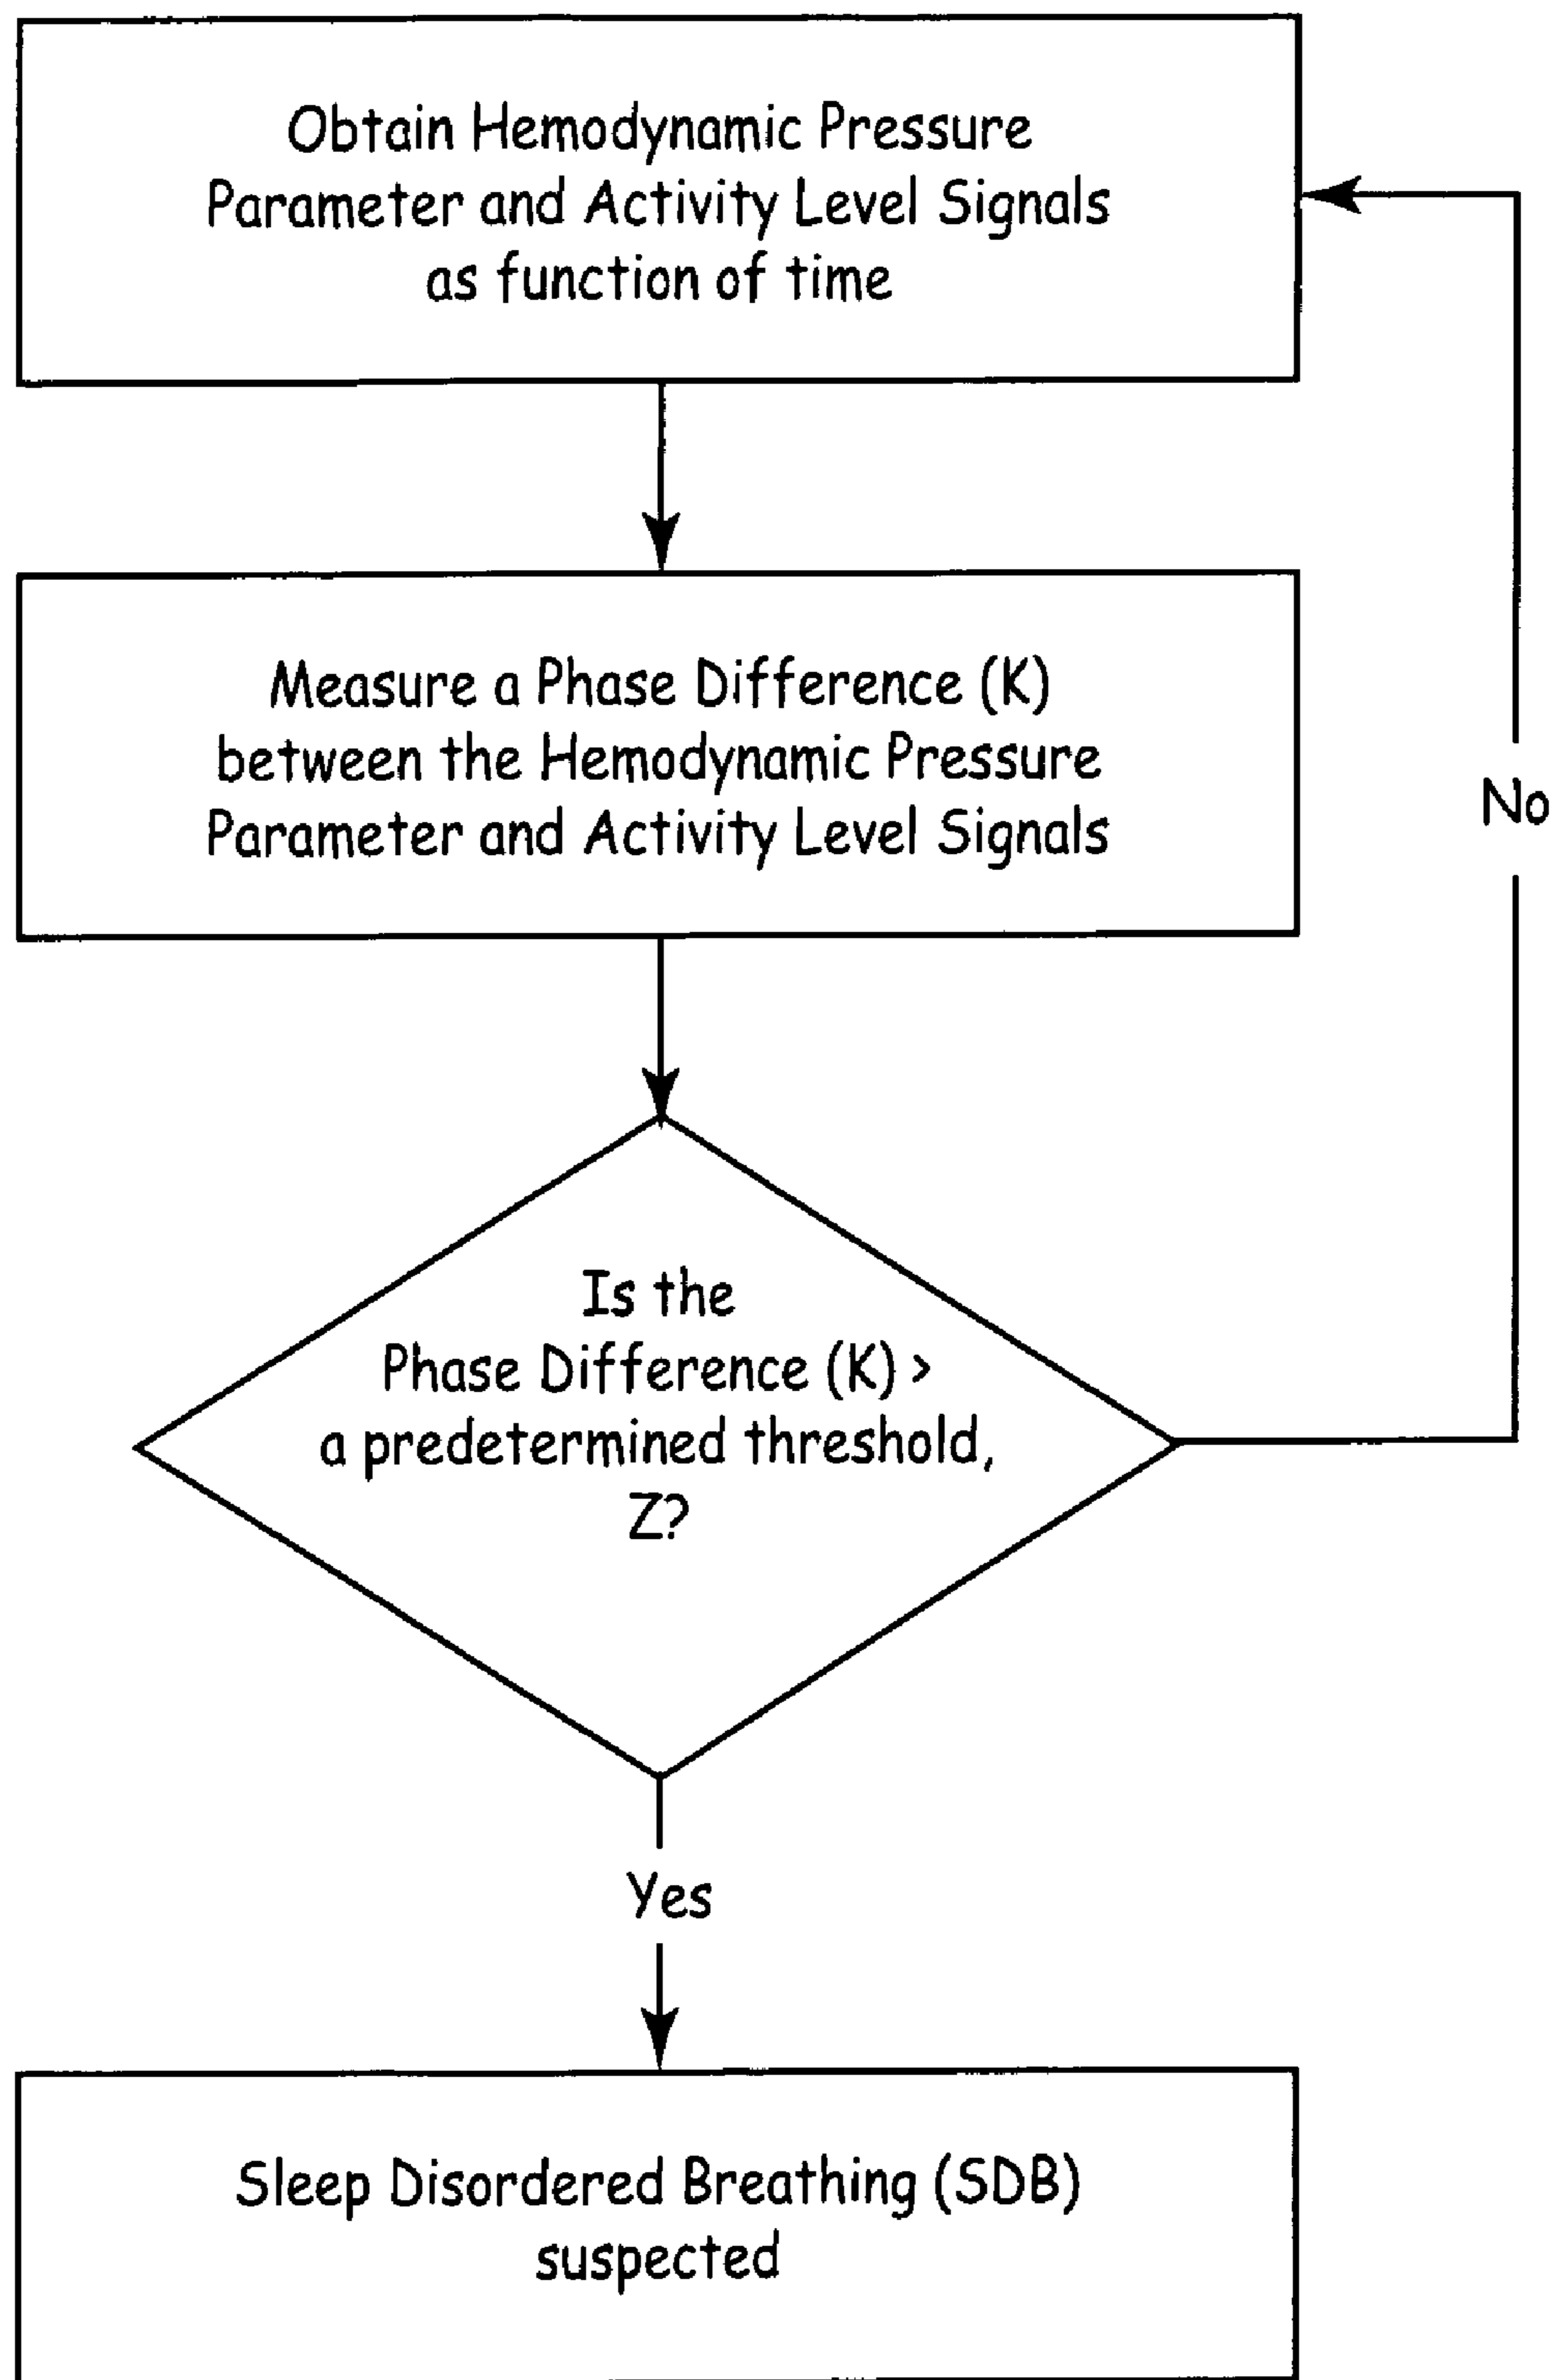 Obtain Hemodynamic Pressure
Parameter and Activity Level Signals
as function of time
Measure a Phase Difference (K)
between the Hemodynamic Pressure
Parameter and Activity Level Signals
No
Is the
Phase Difference (K) >
a predetermined threshold,
Z?
Yes
Sleep Disordered Breathing (SDB)
suspected